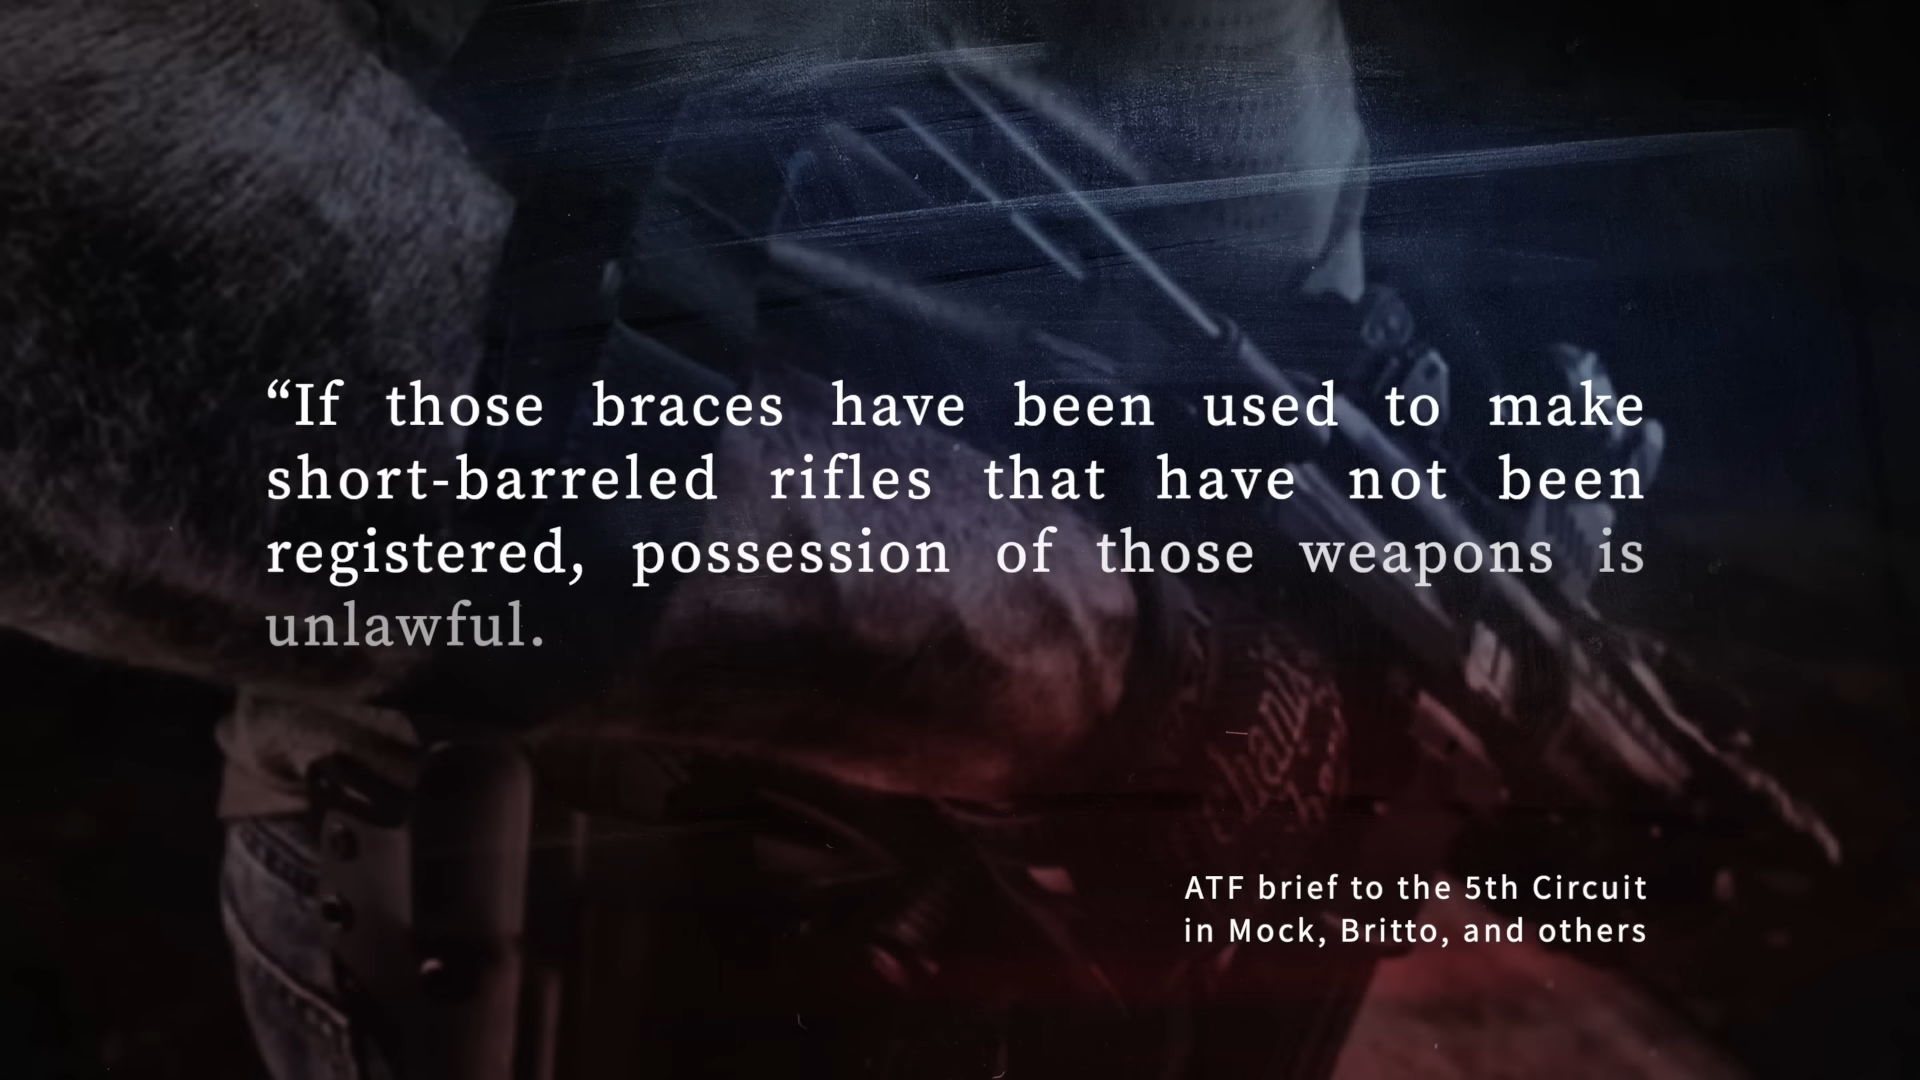 “If those braces have been used to make
short-barreled rifles that have not been
registered, possession of those weapons is
unlawful.
ATF brief to the 5th Circuit
in Mock, Britto, and others